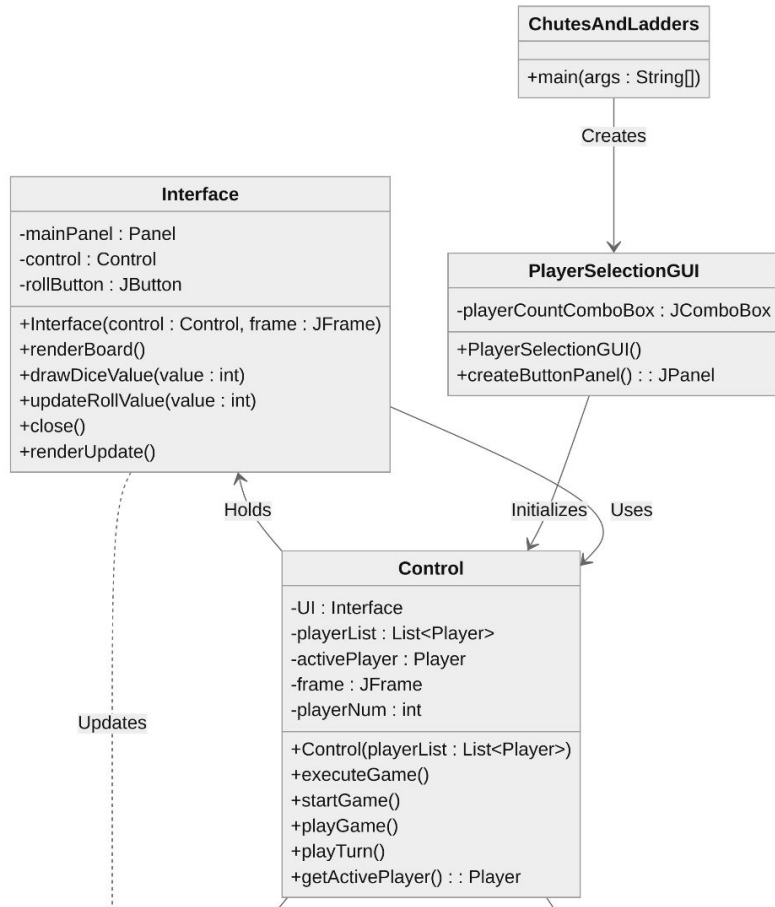 ChutesAndLadders
+main(args : String[])
Creates
Interface
-mainPanel : Panel
-control : Control
-rollButton : JButton
+Interface(control : Control, frame : JFrame)
+renderBoard()
+drawDiceValue(value : int)
+updateRollValue(value : int)
+close()
+renderUpdate()
PlayerSelectionGUI
-playerCountComboBox : JComboBox
+PlayerSelectionGUI()
+createButtonPanel() : : JPanel
Holds
Initializes
Uses
Control
-UI : Interface
-playerList : List<Player>
-activePlayer : Player
-frame : JFrame
-playerNum : int
+Control(playerList : List<Player>)
+executeGame()
+startGame()
+playGame()
+playTurn()
+getActivePlayer() : : Player
Updates